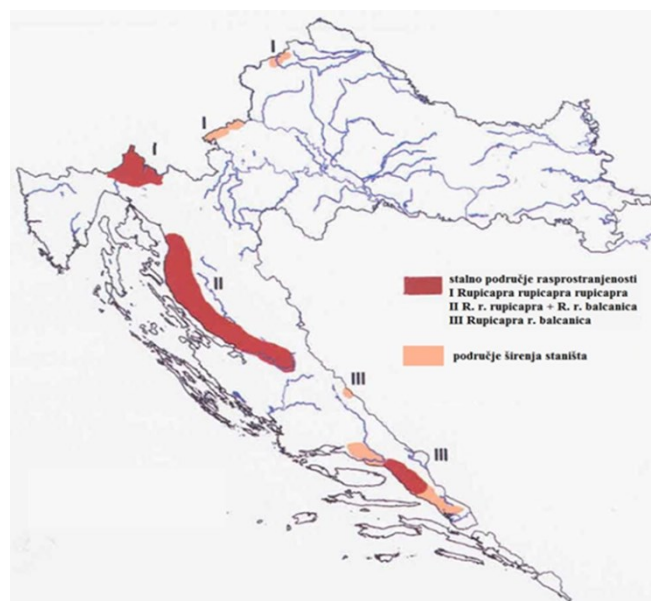 I
I
I
II
stalno područje rasprostranjenosti
I Rupicapra rupicapra rupicapra
II R. r. rupicapra + R. r. balcanica
III Rupicapra r. balcanica
područje širenja staništa
III
III